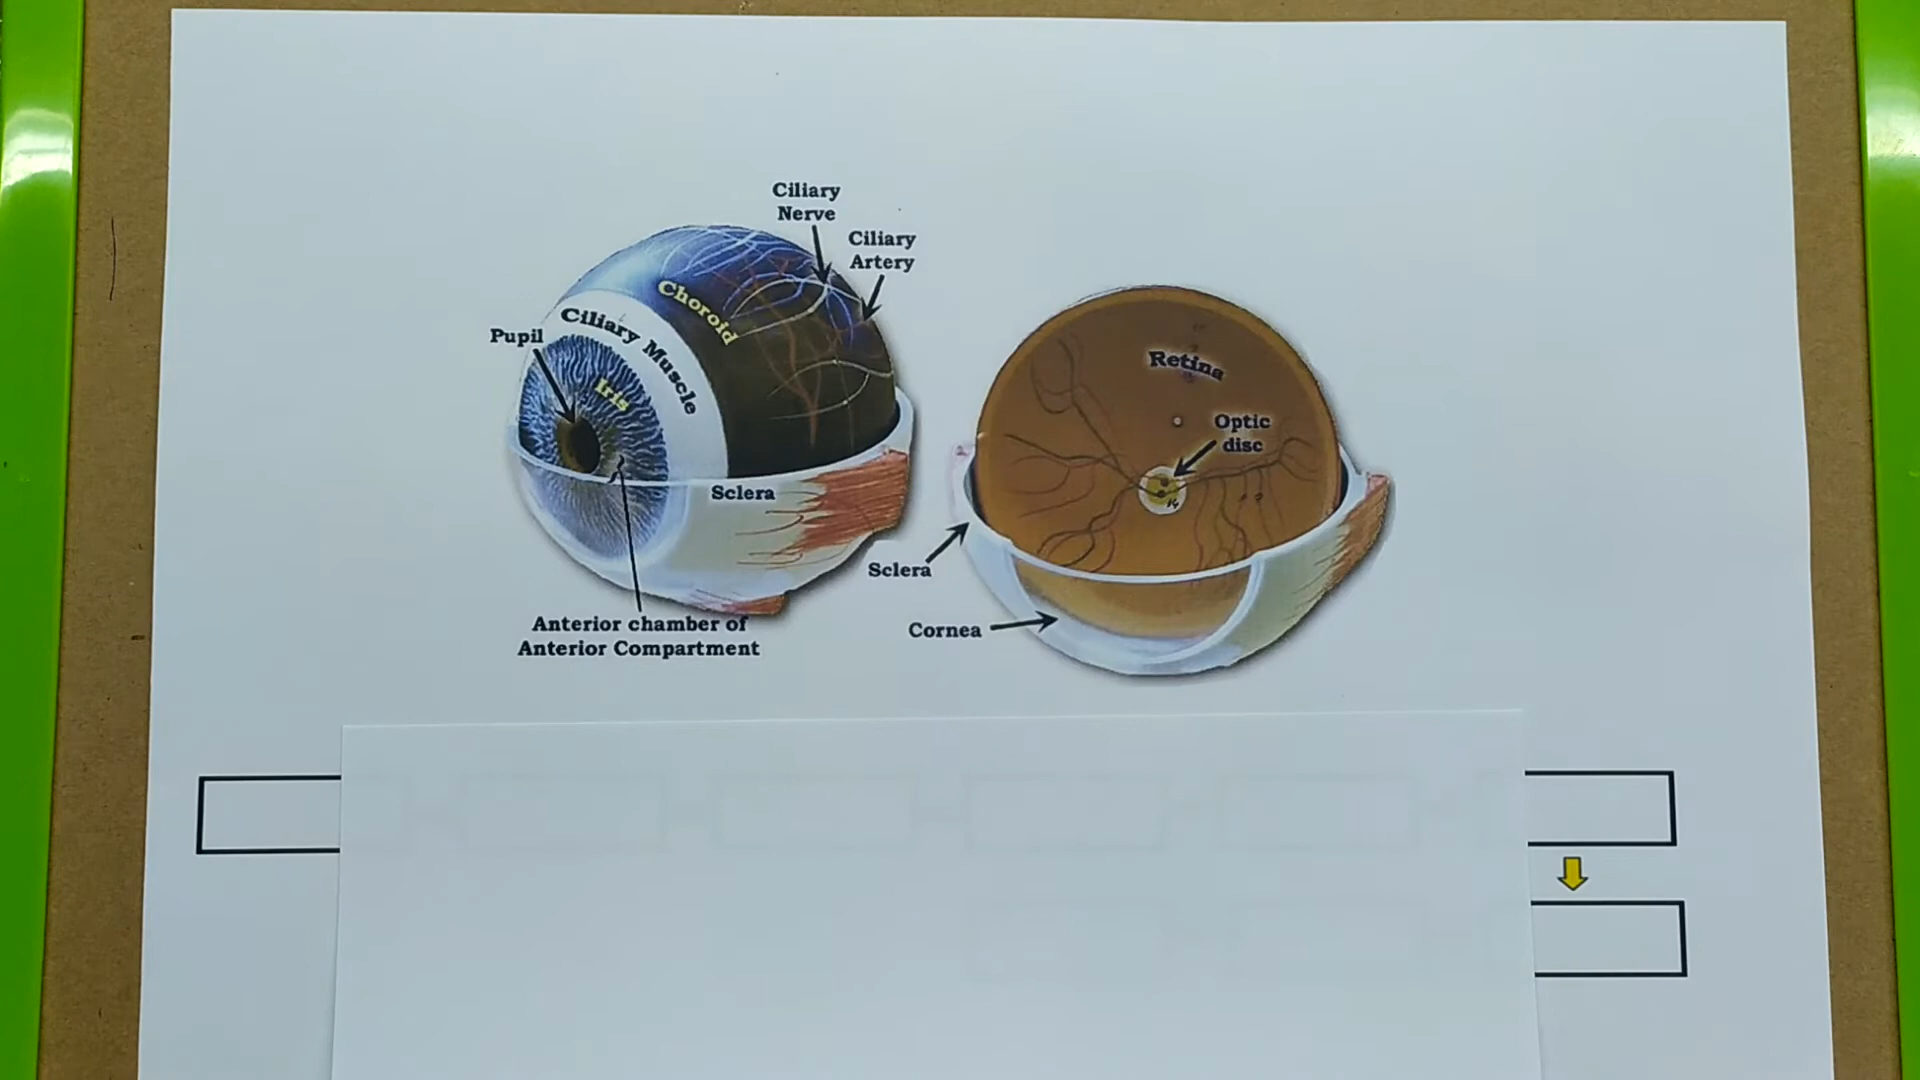 Ciliary
Nerve
Ciliary
Artery
Choroid
Ciliary Muscle
Pupil
Iris
Sclera
Anterior chamber of
Anterior Compartment
Retina
Optic
disc
Sclera
Cornea